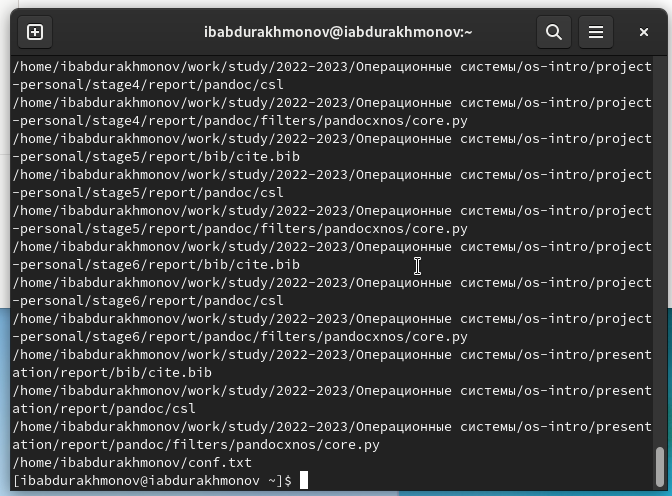 ibabdurakhmonov@iabdurakhmonov:~
/home/ibabdurakhmonov/work/study/2022-2023/Операционные системы/os-intro/project
-personal/stage4/report/pandoc/csl
/home/ibabdurakhmonov/work/study/2022-2023/Операционные системы/os-intro/project
-personal/stage4/report/pandoc/filters/pandocxnos/core.py
/home/ibabdurakhmonov/work/study/2022-2023/Операционные системы/os-intro/project
-personal/stage5/report/bib/cite.bib
/home/ibabdurakhmonov/work/study/2022-2023/Операционные системы/os-intro/project
-personal/stage5/report/pandoc/csl
/home/ibabdurakhmonov/work/study/2022-2023/Операционные системы/os-intro/project
-personal/stage5/report/pandoc/filters/pandocxnos/core.py
/home/ibabdurakhmonov/work/study/2022-2023/Операционные системы/os-intro/project
-personal/stage6/report/bib/cite.bib
/home/ibabdurakhmonov/work/study/2022-2023/Операционные системы/os-intro/project
-personal/stage6/report/pandoc/csl
/home/ibabdurakhmonov/work/study/2022-2023/Операционные системы/os-intro/project
-personal/stage6/report/pandoc/filters/pandocxnos/core.py
/home/ibabdurakhmonov/work/study/2022-2023/Операционные системы/os-intro/present
ation/report/bib/cite.bib
/home/ibabdurakhmonov/work/study/2022-2023/Операционные системы/os-intro/present
ation/report/pandoc/csl
/home/ibabdurakhmonov/work/study/2022-2023/Операционные системы/os-intro/present
ation/report/pandoc/filters/pandocxnos/core.py
/home/ibabdurakhmonov/conf.txt
[ibabdurakhmonov@iabdurakhmonov ~]$